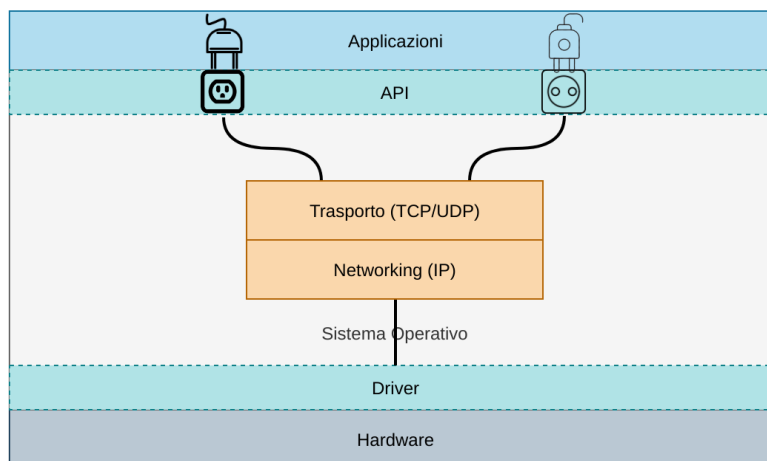 Applicazioni
API
Trasporto (TCP/UDP)
Networking (IP)
Sistema Operativo
Driver
Hardware